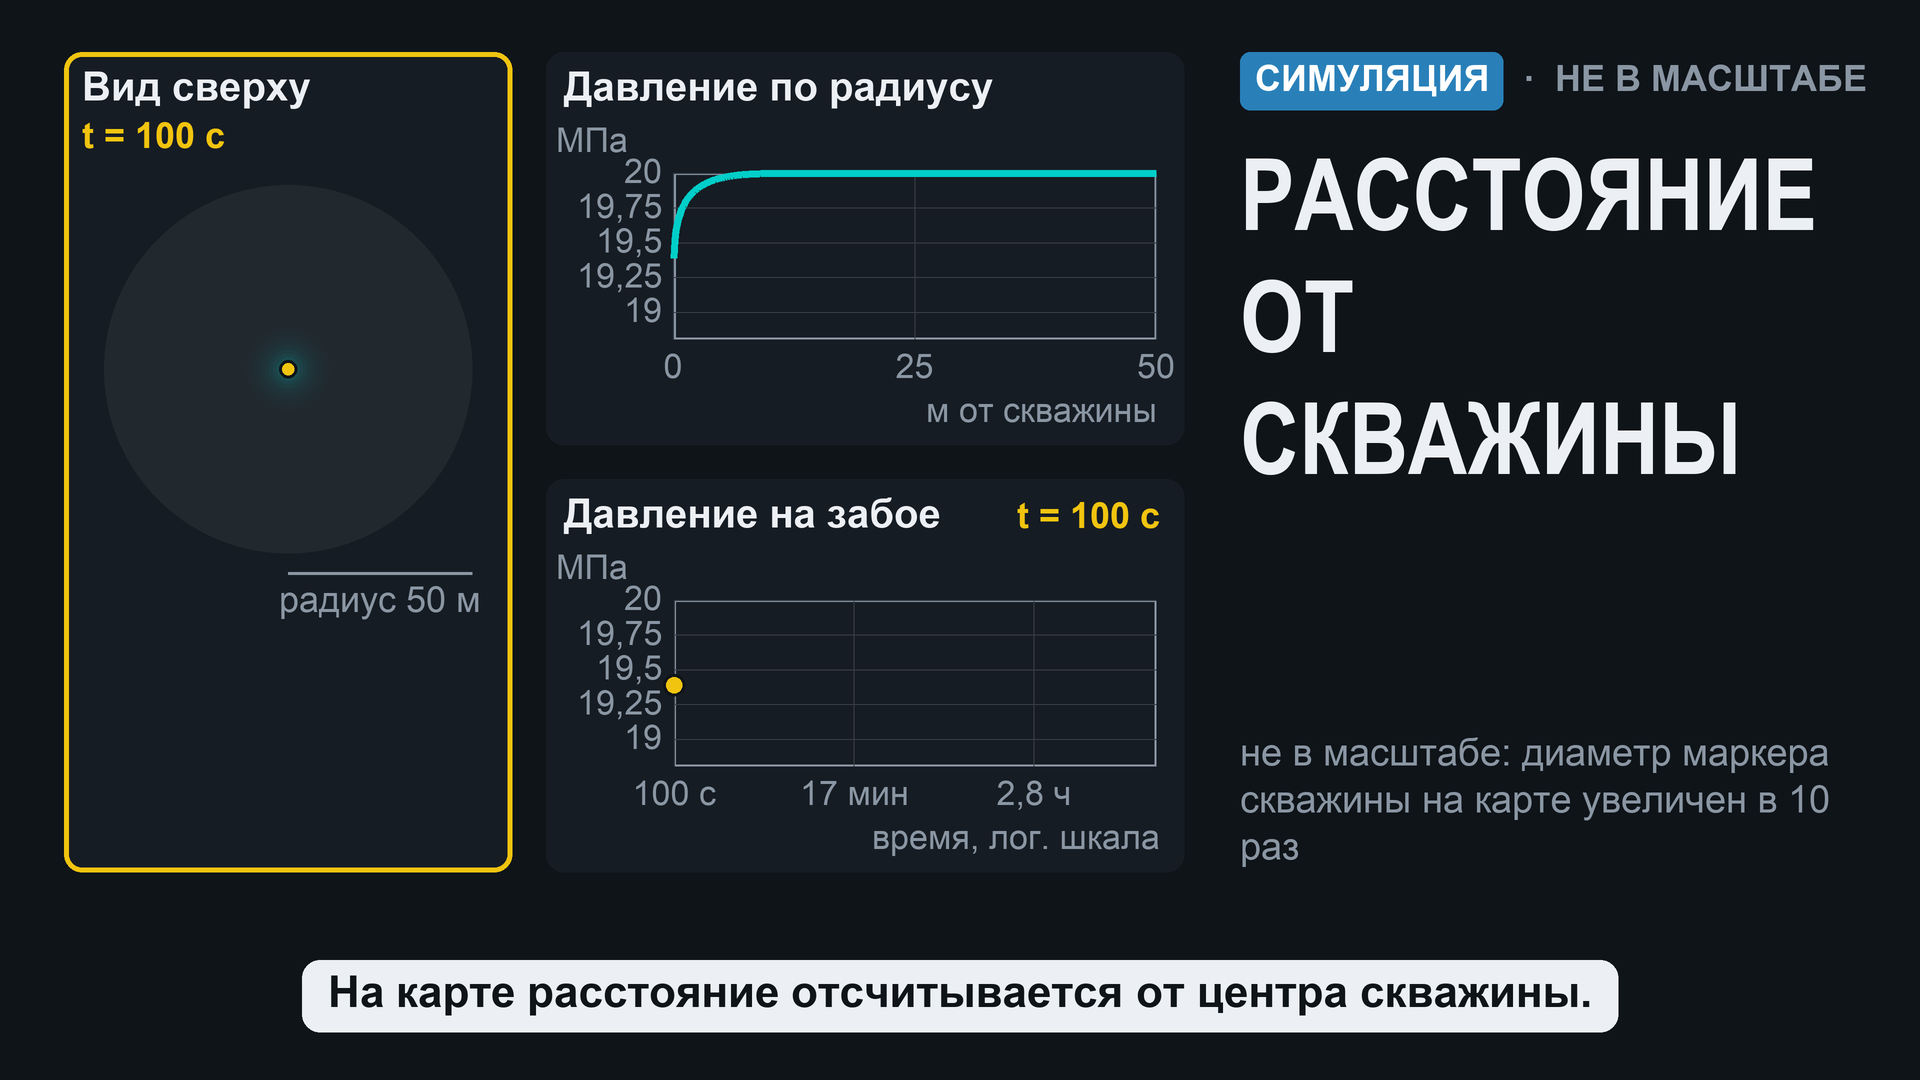 Вид сверху
t = 100 с
радиус 50 м
Давление по радиусу
МПа
20
19,75
19,5
19,25
19
0 25 50
м от скважины
Давление на забое t = 100 с
МПа
20
19,75
19,5
19,25
19
100 с 17 мин 2,8 ч
время, лог. шкала
СИМУЛЯЦИЯ · НЕ В МАСШТАБЕ
РАССТОЯНИЕ
ОТ
СКВАЖИНЫ
не в масштабе: диаметр маркера
скважины на карте увеличен в 10
раз
На карте расстояние отсчитывается от центра скважины.